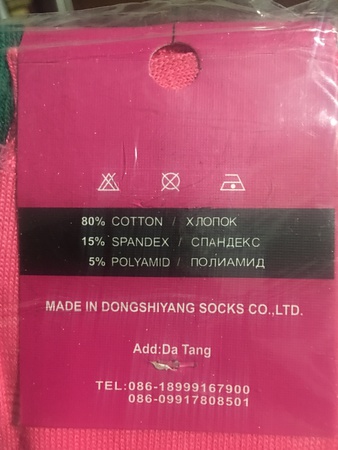 80% COTTON / ХЛОПОК
15% SPANDEX / СПАНДЕКС
5% POLYAMID / ПОЛИАМИД
MADE IN DONGSHIYANG SOCKS CO.,LTD.
Add:Da Tang
TEL:086-18999167900
086-09917808501